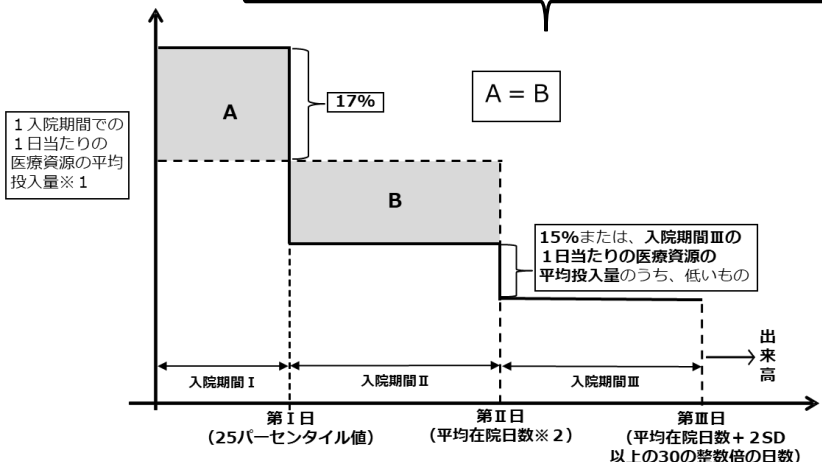 A
17%
A = B
１入院期間での
１日当たりの
医療資源の平均
投入量※１
B
15%または、入院期間Ⅲの
１日当たりの医療資源の
平均投入量のうち、低いもの
入院期間Ⅰ
入院期間Ⅱ
入院期間Ⅲ
出
来
高
第Ⅰ日
（25パーセンタイル値）
第Ⅱ日
（平均在院日数※２）
第Ⅲ日
（平均在院日数＋２SD
以上の30の整数倍の日数）